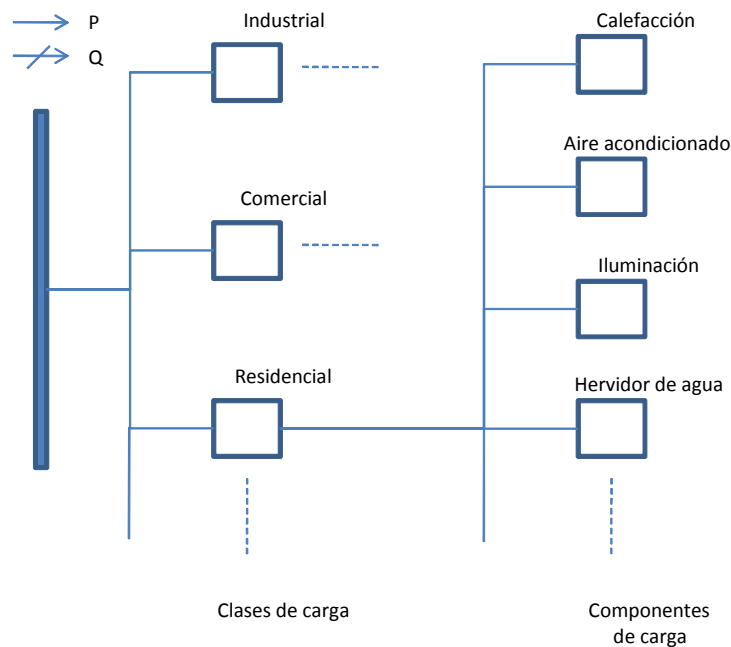 P
Q
Industrial
Comercial
Residencial
Clases de carga
Calefacción
Aire acondicionado
Iluminación
Hervidor de agua
Componentes
de carga